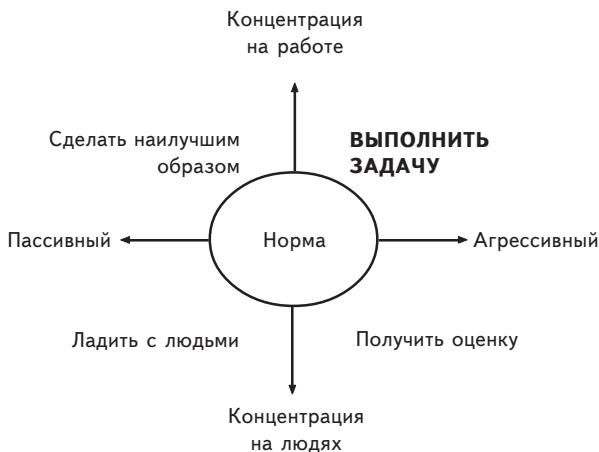 Концентрация
на работе
Сделать наилучшим
образом
ВЫПОЛНИТЬ
ЗАДАЧУ
Пассивный
Норма
Агрессивный
Ладить с людьми
Получить оценку
Концентрация
на людях